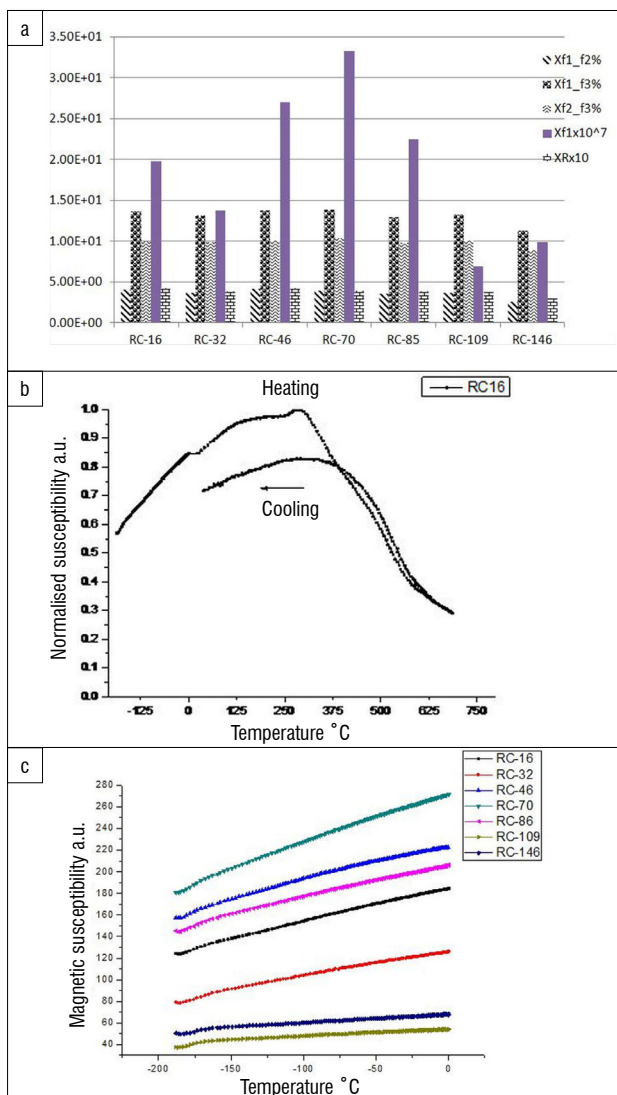 a
3.50E+01
3.00E+01
2.50E+01
2.00E+01
1.50E+01
1.00E+01
5.00E+00
0.00E+00
RC-16 RC-32 RC-46 RC-70 RC-85 RC-109 RC-146
Xf1_f2%
Xf1_f3%
Xf2_f3%
Xf1x10^7
XRx10
b
Heating
RC16
Normalised susceptibility a.u.
1.0
0.9
0.8
0.7
0.6
0.5
0.4
0.3
0.2
0.1
0.0
Cooling
-125 0 125 250 375 500 625 750
Temperature °C
c
RC-16
RC-32
RC-46
RC-70
RC-86
RC-109
RC-146
Magnetic susceptibility a.u.
280
260
240
220
200
180
160
140
120
100
80
60
40
-200 -150 -100 -50 0
Temperature °C